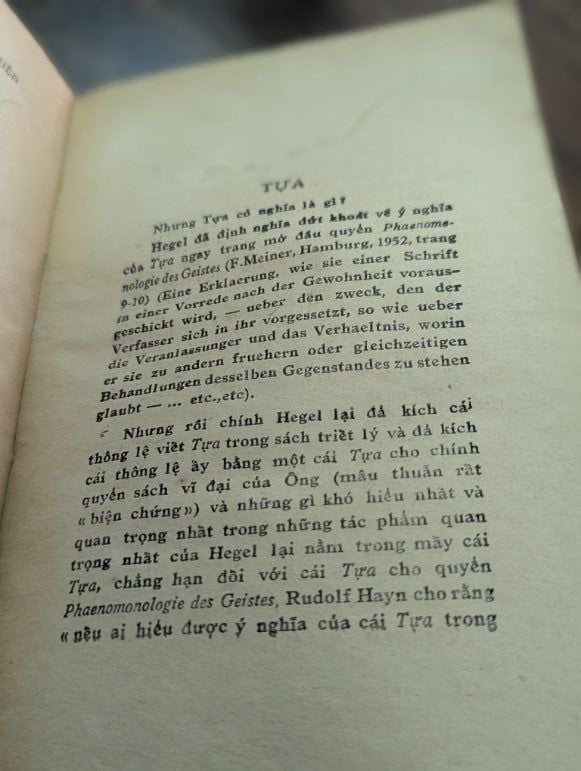 TỰA
Nhưng Tựa có nghĩa là gì?
Hegel đã định nghĩa dứt khoát về ý nghĩa
của Tựa ngay trang mở đầu quyển Phaenome-
nologie des Geistes (F.Meiner, Hamburg, 1952, trang
9-10) (Eine Erklaerung, wie sie einer Schrift
in einer Vorrede nach der Gewohnheit voraus-
geschickt wird, — ueber den zweck, den der
Verfasser sich in ihr vorgessetzt, so wie ueber
die Veranlassunger und das Verhaeltnis, worin
er sie zu andern fruehern oder gleichzeitigen
Behandlungen desselben Gegenstandes zu stehen
glaubt — ... etc.,etc).
Nhưng rồi chính Hegel lại đả kích cái
thông lệ viết Tựa trong sách triết lý và đả kích
cái thông lệ ấy bằng một cái Tựa cho chính
quyển sách vĩ đại của Ông (mâu thuẫn rất
«biện chứng») và những gì khó hiểu nhất và
quan trọng nhất trong những tác phẩm quan
trọng nhất của Hegel lại nằm trong mấy cái
Tựa, chẳng hạn đối với cái Tựa cho quyển
Phaenomonologie des Geistes, Rudolf Hayn cho rằng
«nếu ai hiểu được ý nghĩa của cái Tựa trong